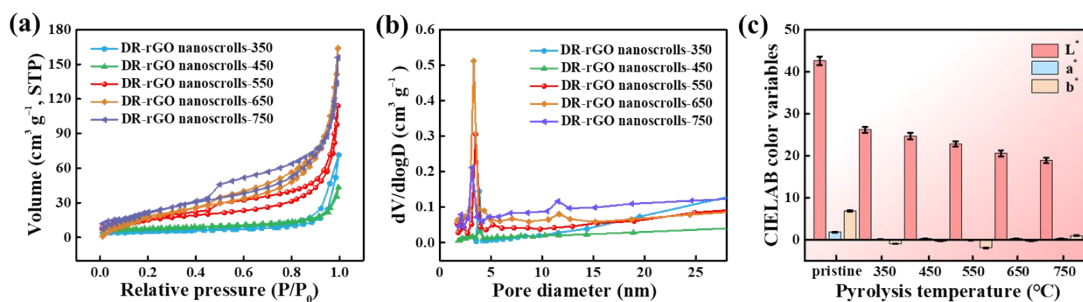 (a)
180
150
120
90
60
30
0
Volume (cm³ g⁻¹, STP)
DR-rGO nanoscrolls-350
DR-rGO nanoscrolls-450
DR-rGO nanoscrolls-550
DR-rGO nanoscrolls-650
DR-rGO nanoscrolls-750
0.0 0.2 0.4 0.6 0.8 1.0
Relative pressure (P/P₀)
(b)
0.6
0.5
0.4
0.3
0.2
0.1
0.0
dV/dlogD (cm³ g⁻¹)
DR-rGO nanoscrolls-350
DR-rGO nanoscrolls-450
DR-rGO nanoscrolls-550
DR-rGO nanoscrolls-650
DR-rGO nanoscrolls-750
0 5 10 15 20 25
Pore diameter (nm)
(c)
50
40
30
20
10
0
CIELAB color variables
L*
a*
b*
pristine 350 450 550 650 750
Pyrolysis temperature (°C)